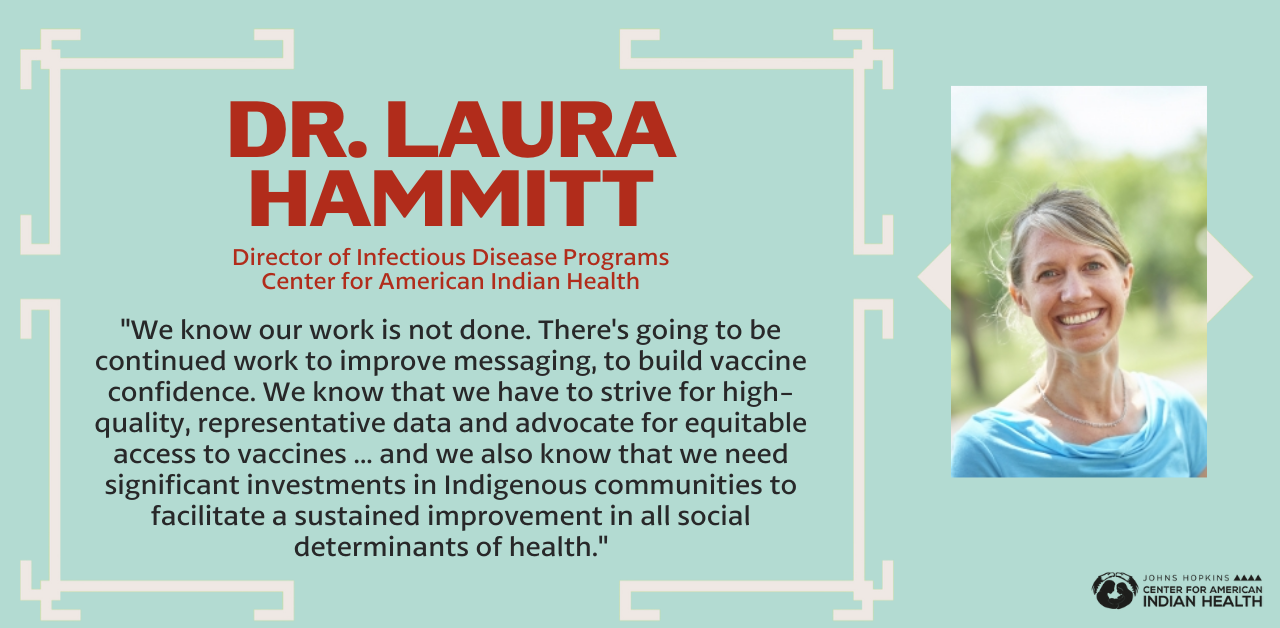 DR. LAURA
HAMMITT
Director of Infectious Disease Programs
Center for American Indian Health
"We know our work is not done. There's going to be
continued work to improve messaging, to build vaccine
confidence. We know that we have to strive for high-
quality, representative data and advocate for equitable
access to vaccines ... and we also know that we need
significant investments in Indigenous communities to
facilitate a sustained improvement in all social
determinants of health."
JOHNS HOPKINS
CENTER FOR AMERICAN
INDIAN HEALTH